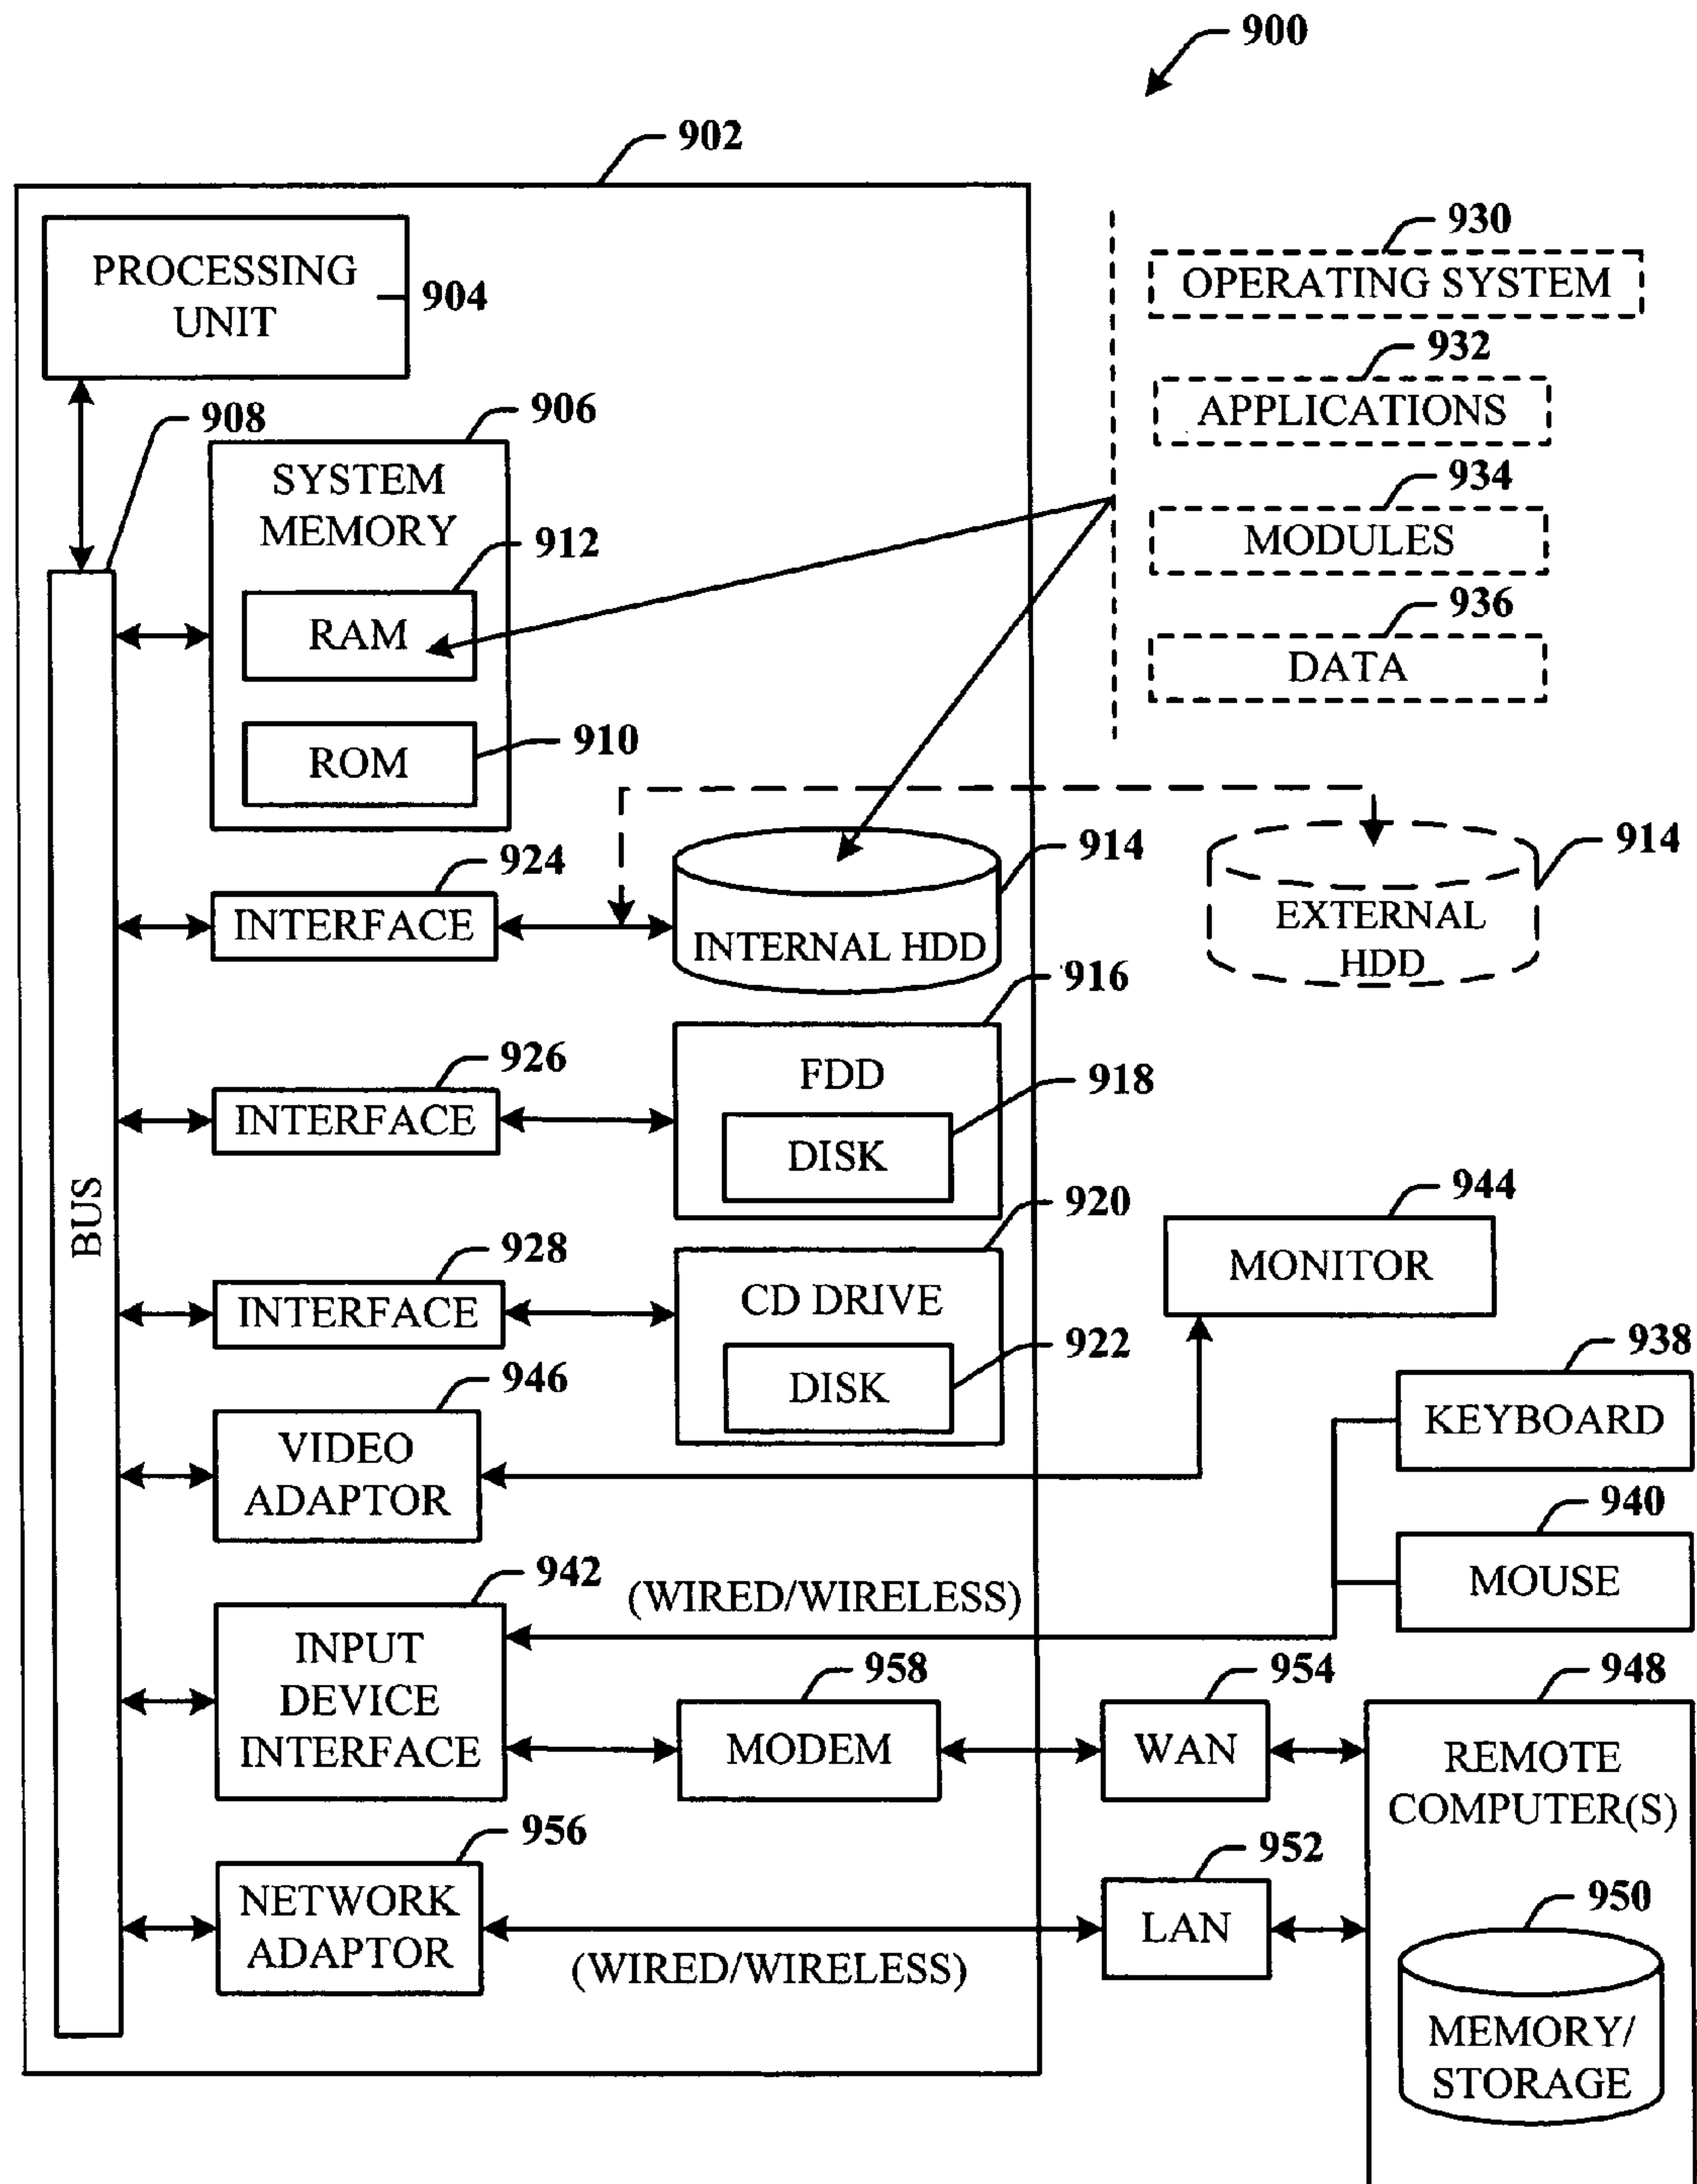 900
902
PROCESSING
UNIT
904
930
OPERATING SYSTEM
932
APPLICATIONS
934
MODULES
936
DATA
908
906
SYSTEM
MEMORY
912
RAM
910
ROM
BUS
924
INTERFACE
914
INTERNAL HDD
914
EXTERNAL
HDD
926
INTERFACE
916
FDD
918
DISK
928
INTERFACE
920
CD DRIVE
922
DISK
944
MONITOR
946
VIDEO
ADAPTOR
938
KEYBOARD
940
MOUSE
942
INPUT
DEVICE
INTERFACE
(WIRED/WIRELESS)
958
MODEM
954
WAN
948
REMOTE
COMPUTER(S)
956
NETWORK
ADAPTOR
(WIRED/WIRELESS)
952
LAN
950
MEMORY/
STORAGE